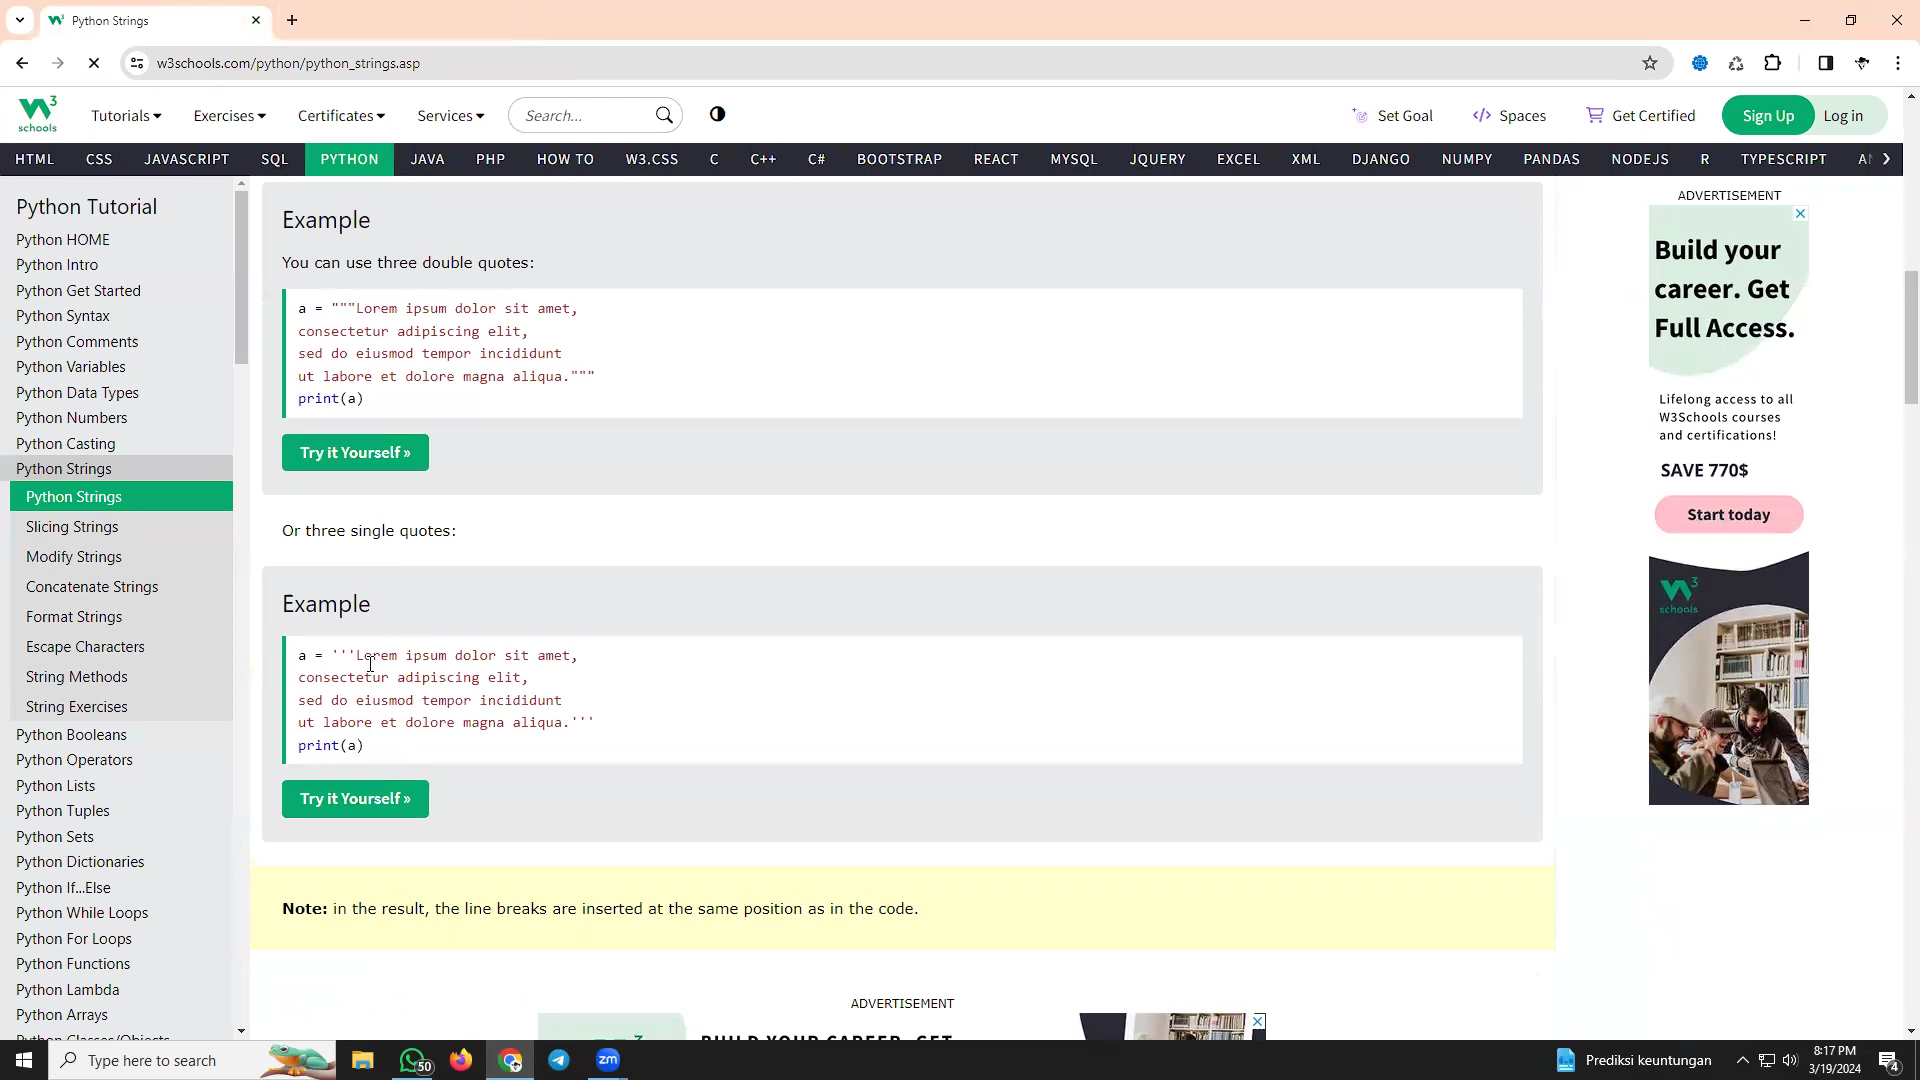 Python Strings
w3schools.com/python/python_strings.asp
W3 schools
Tutorials Exercises Certificates Services Search... Set Goal Spaces Get Certified Sign Up Log in
HTML CSS JAVASCRIPT SQL PYTHON JAVA PHP HOW TO W3.CSS C C++ C# BOOTSTRAP REACT MYSQL JQUERY EXCEL XML DJANGO NUMPY PANDAS NODEJS R TYPESCRIPT
Python Tutorial
Python HOME
Python Intro
Python Get Started
Python Syntax
Python Comments
Python Variables
Python Data Types
Python Numbers
Python Casting
Python Strings
Python Strings
Slicing Strings
Modify Strings
Concatenate Strings
Format Strings
Escape Characters
String Methods
String Exercises
Python Booleans
Python Operators
Python Lists
Python Tuples
Python Sets
Python Dictionaries
Python If...Else
Python While Loops
Python For Loops
Python Functions
Python Lambda
Python Arrays
Example
You can use three double quotes:
a = """Lorem ipsum dolor sit amet,
consectetur adipiscing elit,
sed do eiusmod tempor incididunt
ut labore et dolore magna aliqua."""
print(a)
Try it Yourself »
Or three single quotes:
Example
a = '''Lorem ipsum dolor sit amet,
consectetur adipiscing elit,
sed do eiusmod tempor incididunt
ut labore et dolore magna aliqua.'''
print(a)
Try it Yourself »
Note: in the result, the line breaks are inserted at the same position as in the code.
ADVERTISEMENT
BUILD YOUR CAREER. GET
ADVERTISEMENT
Build your
career. Get
Full Access.
Lifelong access to all
W3Schools courses
and certifications!
SAVE 770$
Start today
W3 schools
Type here to search
50
zm
Prediksi keuntungan
8:17 PM
3/19/2024
4